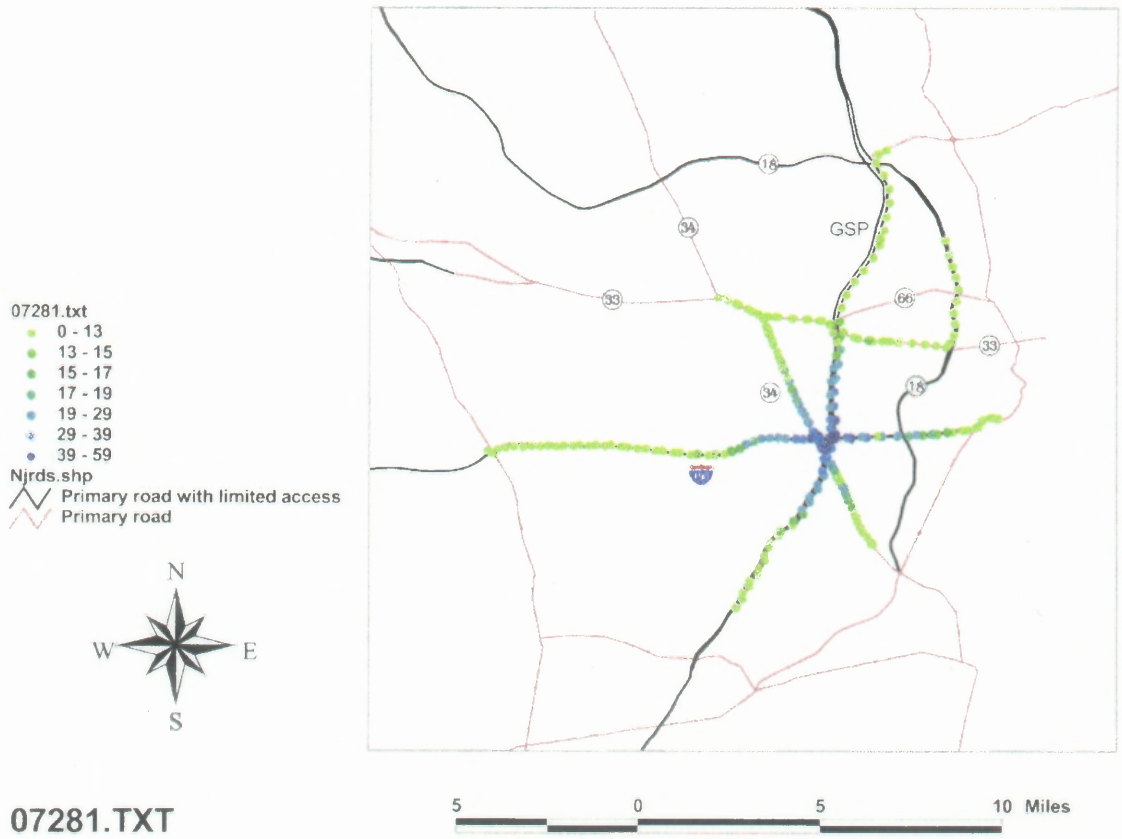 18
34
GSP
33
66
33
34
18
07281.txt
0 - 13
13 - 15
15 - 17
17 - 19
19 - 29
29 - 39
39 - 59
Njrds.shp
Primary road with limited access
Primary road
N
W
E
S
07281.TXT
5 0 5 10 Miles